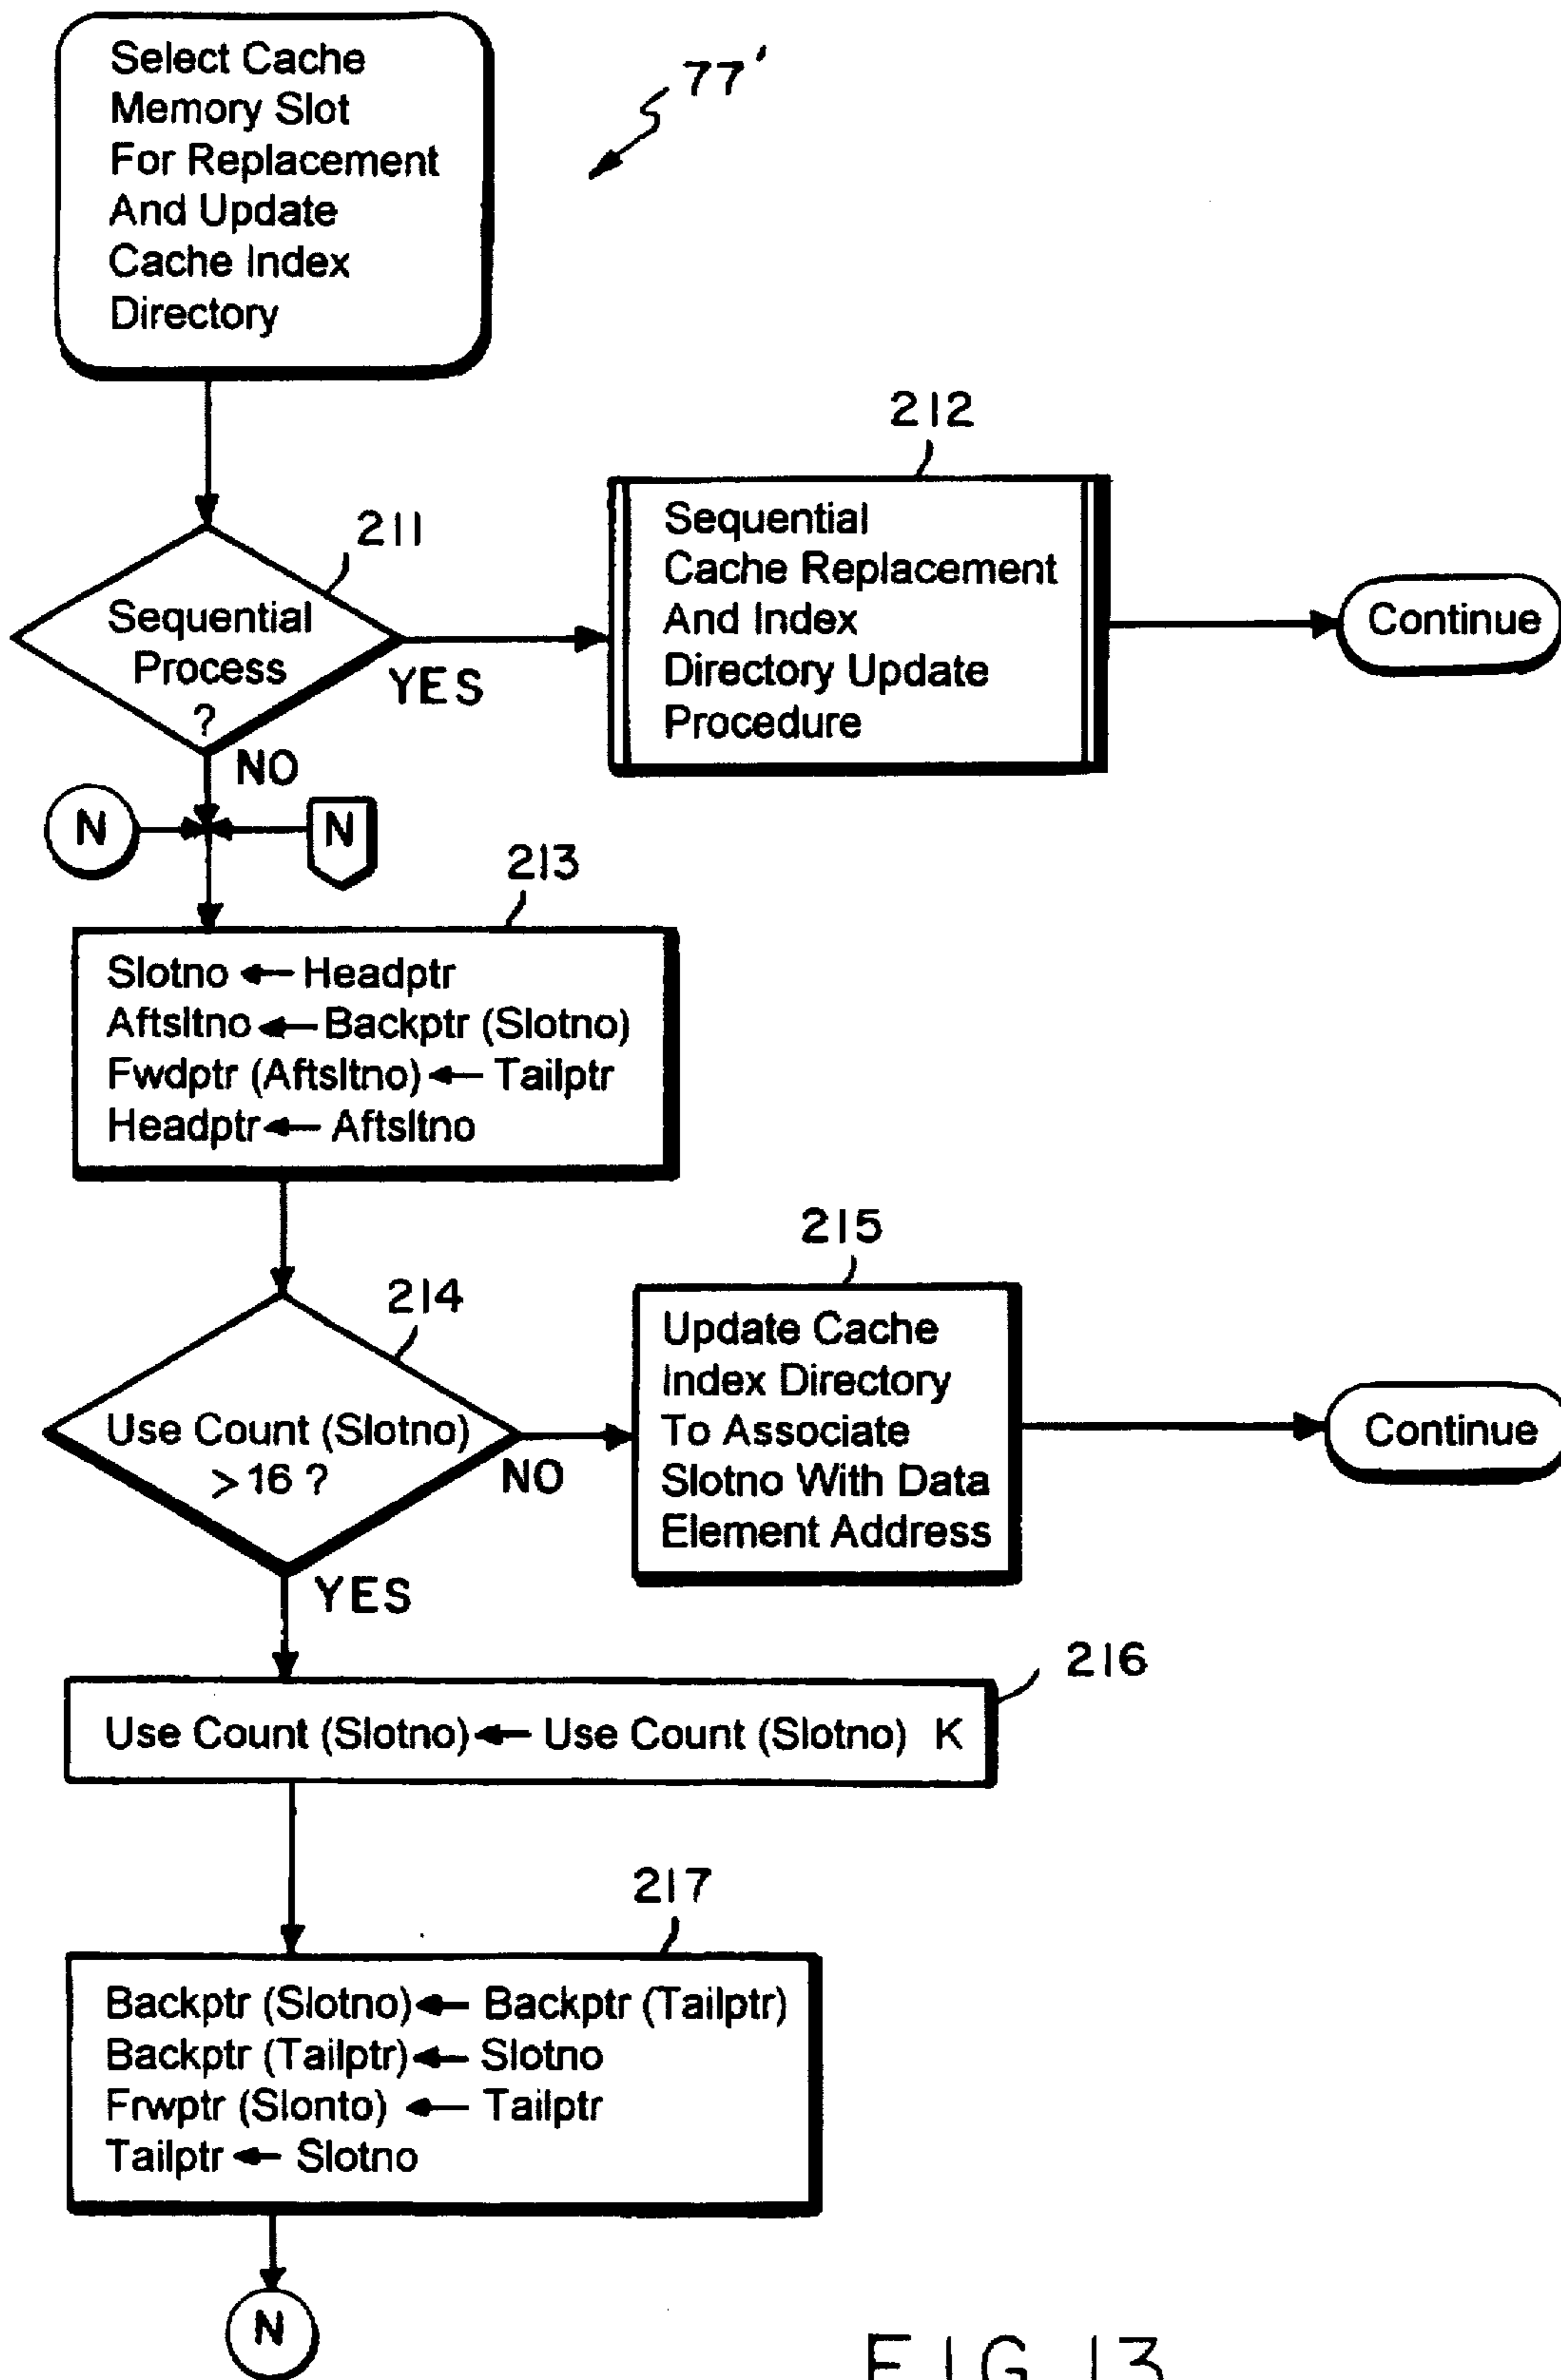 Select Cache
Memory Slot
For Replacement
And Update
Cache Index
Directory
77'
211
Sequential
Process
?
YES
NO
212
Sequential
Cache Replacement
And Index
Directory Update
Procedure
Continue
N
N
213
Slotno ← Headptr
Aftsltno ← Backptr (Slotno)
Fwdptr (Aftsltno) ← Tailptr
Headptr ← Aftsltno
214
Use Count (Slotno)
> 16 ?
NO
YES
215
Update Cache
Index Directory
To Associate
Slotno With Data
Element Address
Continue
216
Use Count (Slotno) ← Use Count (Slotno) K
217
Backptr (Slotno) ← Backptr (Tailptr)
Backptr (Tailptr) ← Slotno
Frwptr (Slonto) ← Tailptr
Tailptr ← Slotno
N
FIG. 13